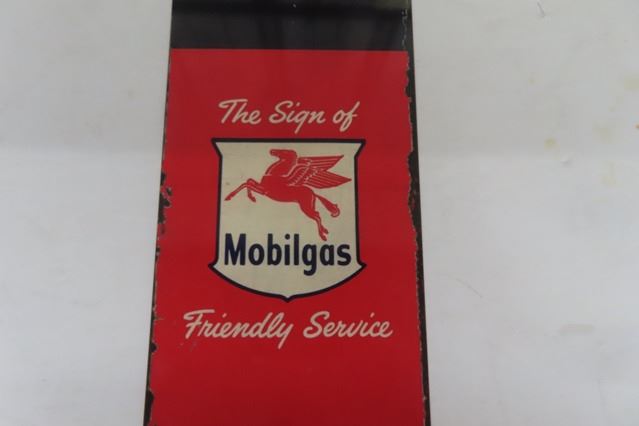 The Sign of
Mobilgas
Friendly Service